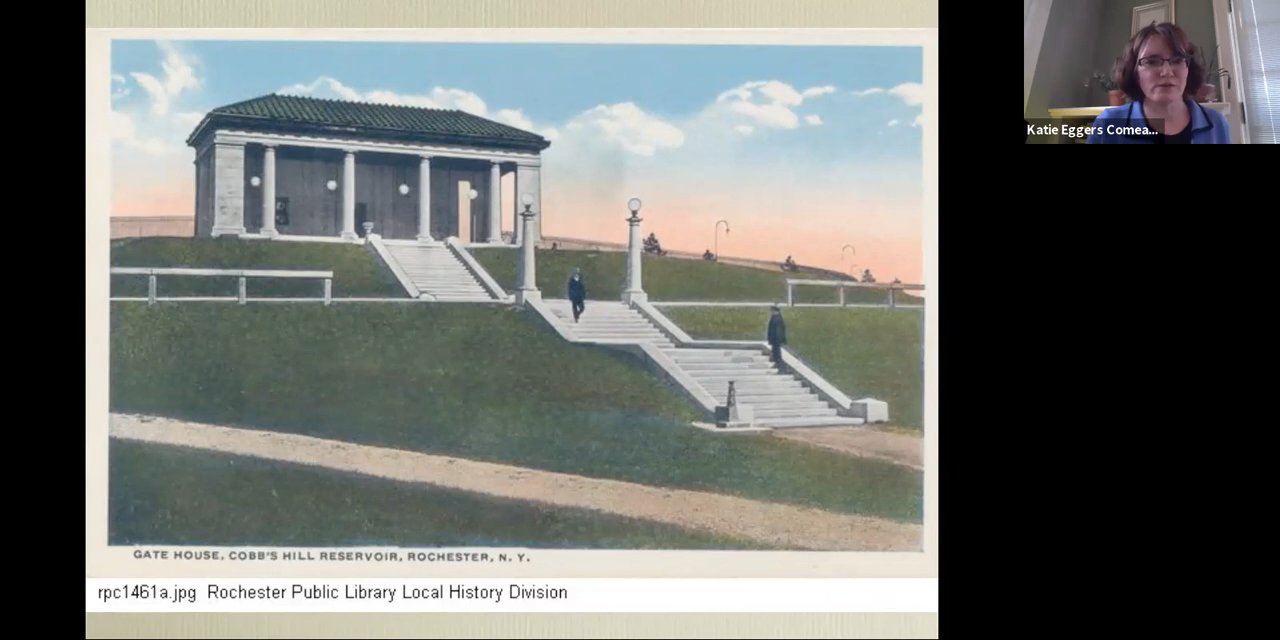 Katie Eggers Comea...
GATE HOUSE, COBB'S HILL RESERVOIR, ROCHESTER, N. Y.
rpc1461a.jpg Rochester Public Library Local History Division